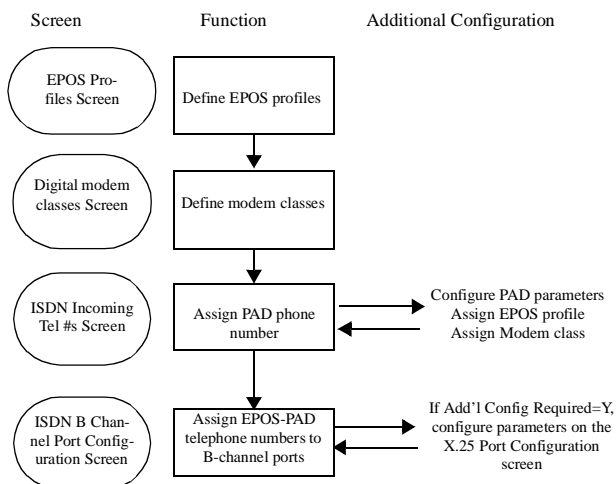 Screen
Function
Additional Configuration
EPOS Pro-
files Screen
Define EPOS profiles
Digital modem
classes Screen
Define modem classes
ISDN Incoming
Tel #s Screen
Assign PAD phone
number
Configure PAD parameters
Assign EPOS profile
Assign Modem class
ISDN B Chan-
nel Port Config-
uration Screen
Assign EPOS-PAD
telephone numbers to
B-channel ports
If Add’l Config Required=Y,
configure parameters on the
X.25 Port Configuration
screen